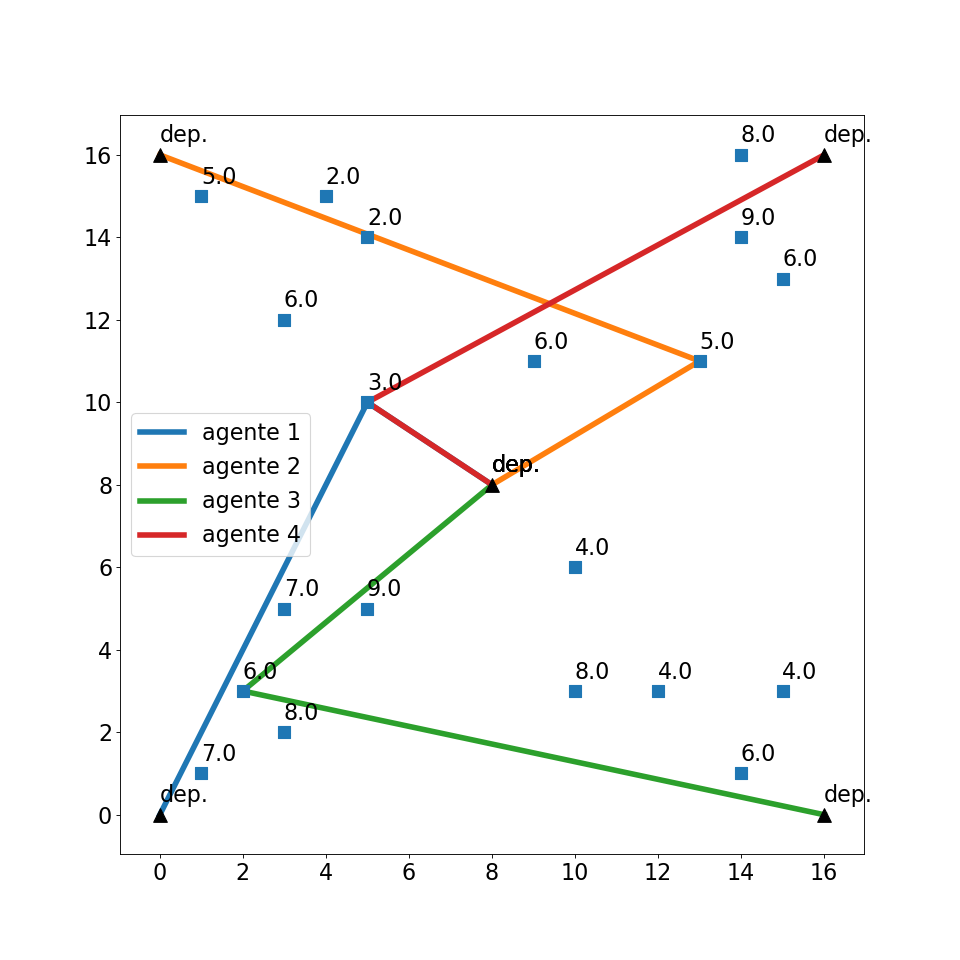 dep. 8.0 dep.
16 5.0 2.0
14 2.0 9.0
6.0
12 6.0
6.0 5.0
10 3.0
agente 1
agente 2
agente 3
agente 4
8 dep. dep.
6 4.0
7.0 9.0
4
6.0 8.0 4.0 4.0
2 8.0
7.0 6.0
0 dep. dep.
0 2 4 6 8 10 12 14 16